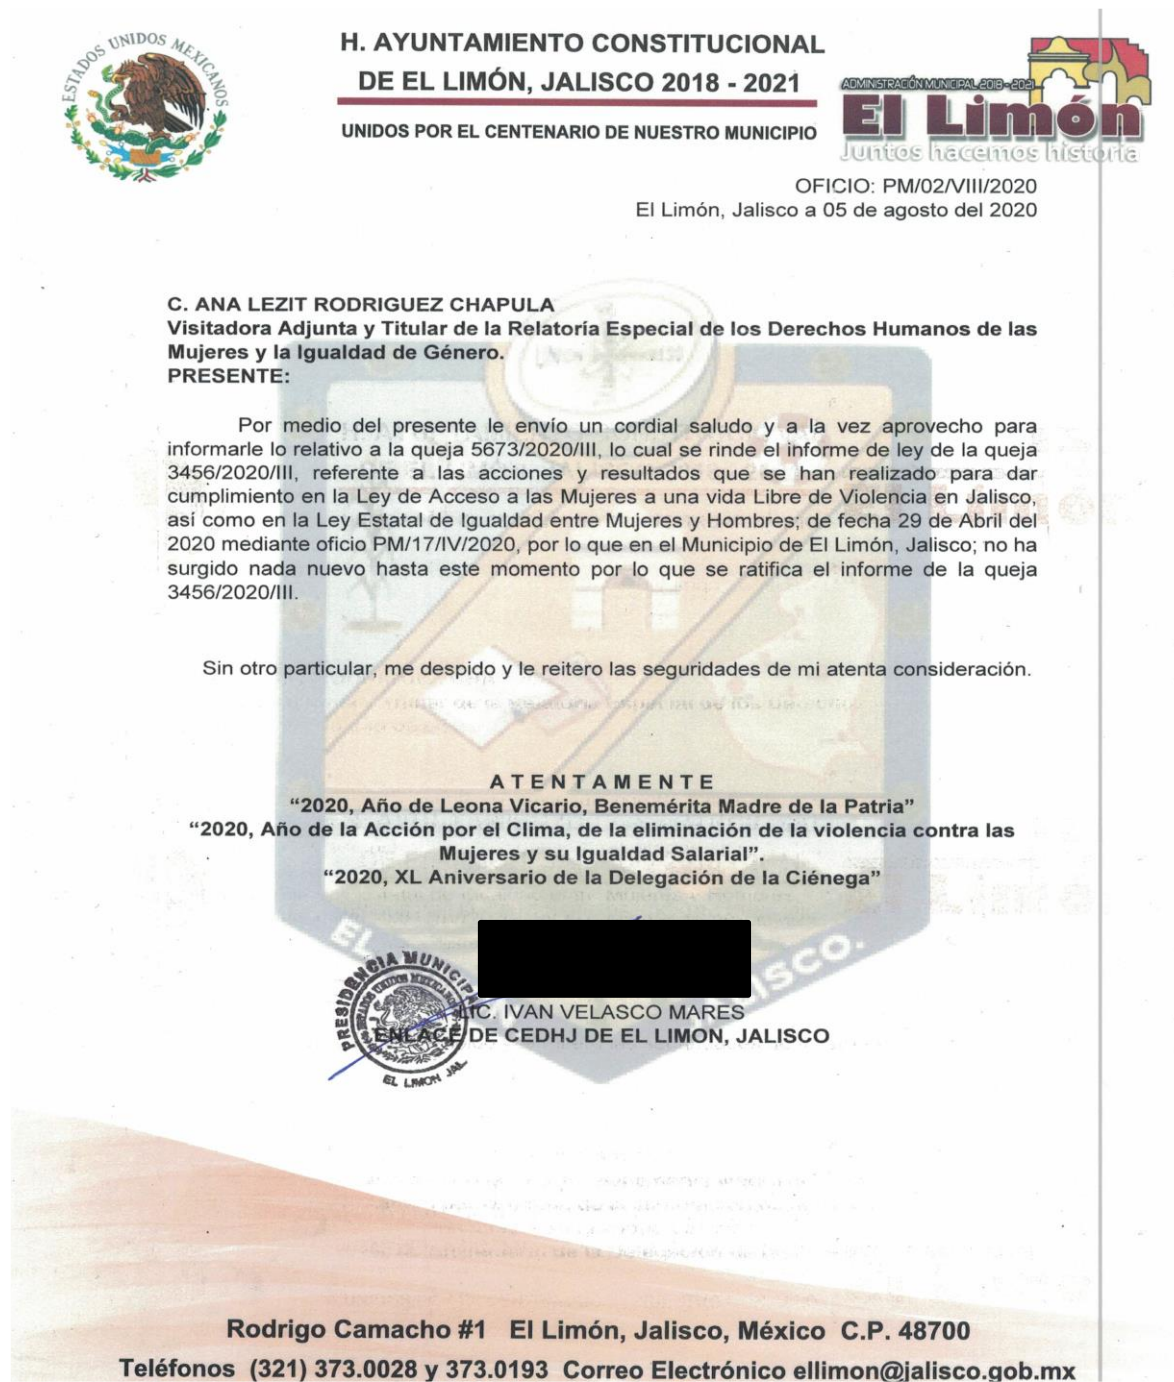 ESTADOS UNIDOS MEXICANOS
H. AYUNTAMIENTO CONSTITUCIONAL
DE EL LIMÓN, JALISCO 2018 - 2021
UNIDOS POR EL CENTENARIO DE NUESTRO MUNICIPIO
ADMINISTRACIÓN MUNICIPAL 2018 - 2021
El Limón
Juntos hacemos historia
OFICIO: PM/02/VIII/2020
El Limón, Jalisco a 05 de agosto del 2020
C. ANA LEZIT RODRIGUEZ CHAPULA
Visitadora Adjunta y Titular de la Relatoría Especial de los Derechos Humanos de las
Mujeres y la Igualdad de Género.
PRESENTE:
Por medio del presente le envío un cordial saludo y a la vez aprovecho para
informarle lo relativo a la queja 5673/2020/III, lo cual se rinde el informe de ley de la queja
3456/2020/III, referente a las acciones y resultados que se han realizado para dar
cumplimiento en la Ley de Acceso a las Mujeres a una vida Libre de Violencia en Jalisco,
así como en la Ley Estatal de Igualdad entre Mujeres y Hombres; de fecha 29 de Abril del
2020 mediante oficio PM/17/IV/2020, por lo que en el Municipio de El Limón, Jalisco; no ha
surgido nada nuevo hasta este momento por lo que se ratifica el informe de la queja
3456/2020/III.
Sin otro particular, me despido y le reitero las seguridades de mi atenta consideración.
A T E N T A M E N T E
“2020, Año de Leona Vicario, Benemérita Madre de la Patria”
“2020, Año de la Acción por el Clima, de la eliminación de la violencia contra las
Mujeres y su Igualdad Salarial”.
“2020, XL Aniversario de la Delegación de la Ciénega”
PRESIDENCIA MUNICIPAL
EL LIMON JAL.
LIC. IVAN VELASCO MARES
ENLACE DE CEDHJ DE EL LIMON, JALISCO
Rodrigo Camacho #1 El Limón, Jalisco, México C.P. 48700
Teléfonos (321) 373.0028 y 373.0193 Correo Electrónico ellimon@jalisco.gob.mx